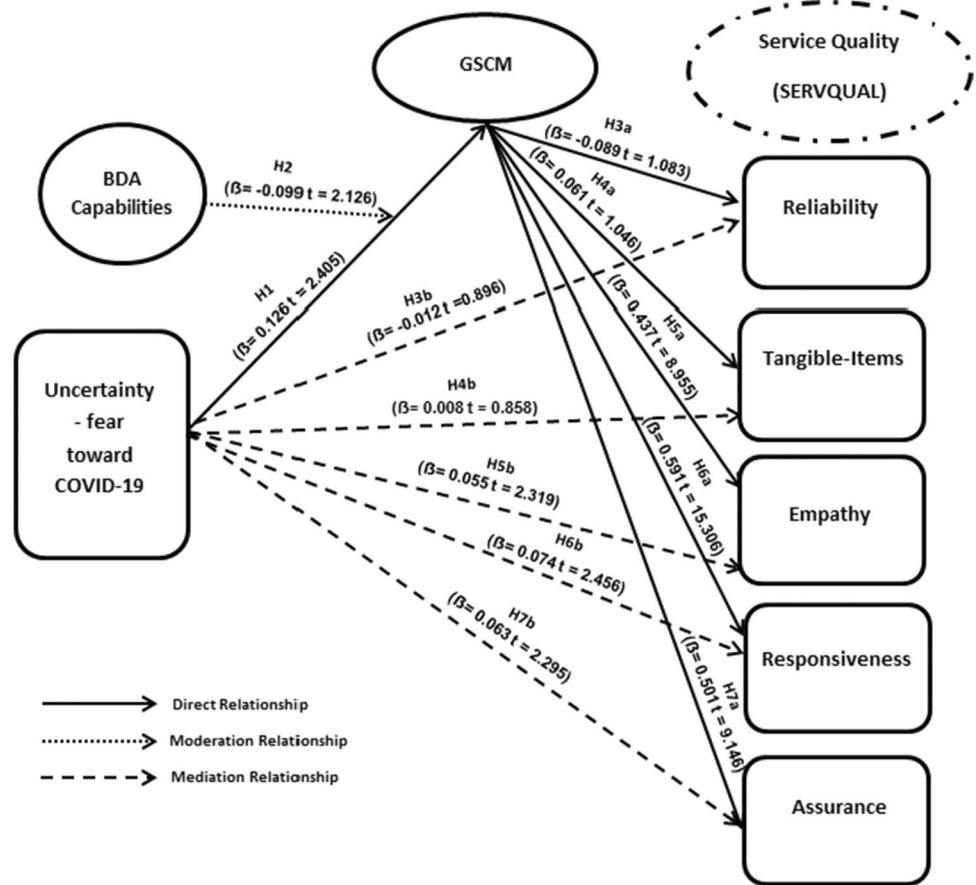 GSCM
Service Quality
(SERVQUAL)
BDA
Capabilities
H2
(ß= -0.099 t = 2.126)
H3a
(ß= -0.089 t = 1.083)
H4a
(ß= 0.061 t = 1.046)
Reliability
H1
(ß= 0.126 t = 2.405)
H3b
(ß= -0.012 t =0.896)
H5a
(ß= 0.437 t = 8.955)
Tangible-Items
Uncertainty
- fear
toward
COVID-19
H4b
(ß= 0.008 t = 0.858)
H6a
(ß= 0.591 t = 15.306)
H5b
(ß= 0.055 t = 2.319)
Empathy
H6b
(ß= 0.074 t = 2.456)
H7b
(ß= 0.063 t = 2.295)
Responsiveness
H7a
(ß= 0.501 t = 9.146)
Direct Relationship
Moderation Relationship
Mediation Relationship
Assurance